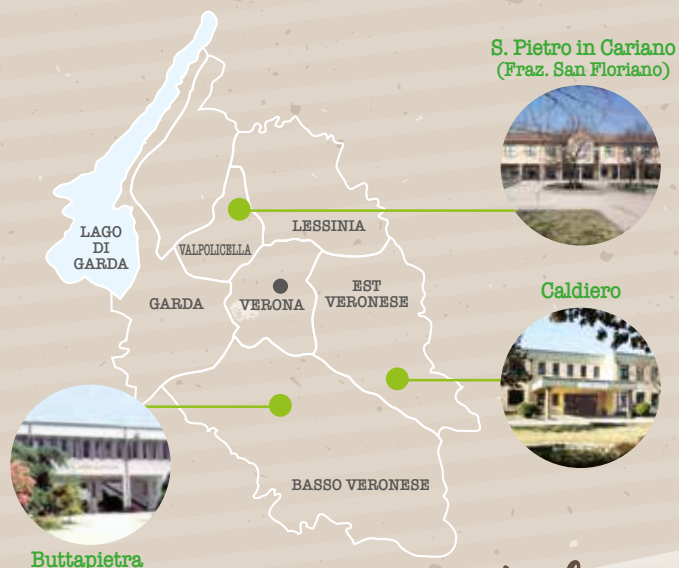 S. Pietro in Cariano
(Fraz. San Floriano)
LAGO
DI
GARDA
VALPOLICELLA
LESSINIA
GARDA
VERONA
EST
VERONESE
Caldiero
BASSO VERONESE
Buttapietra